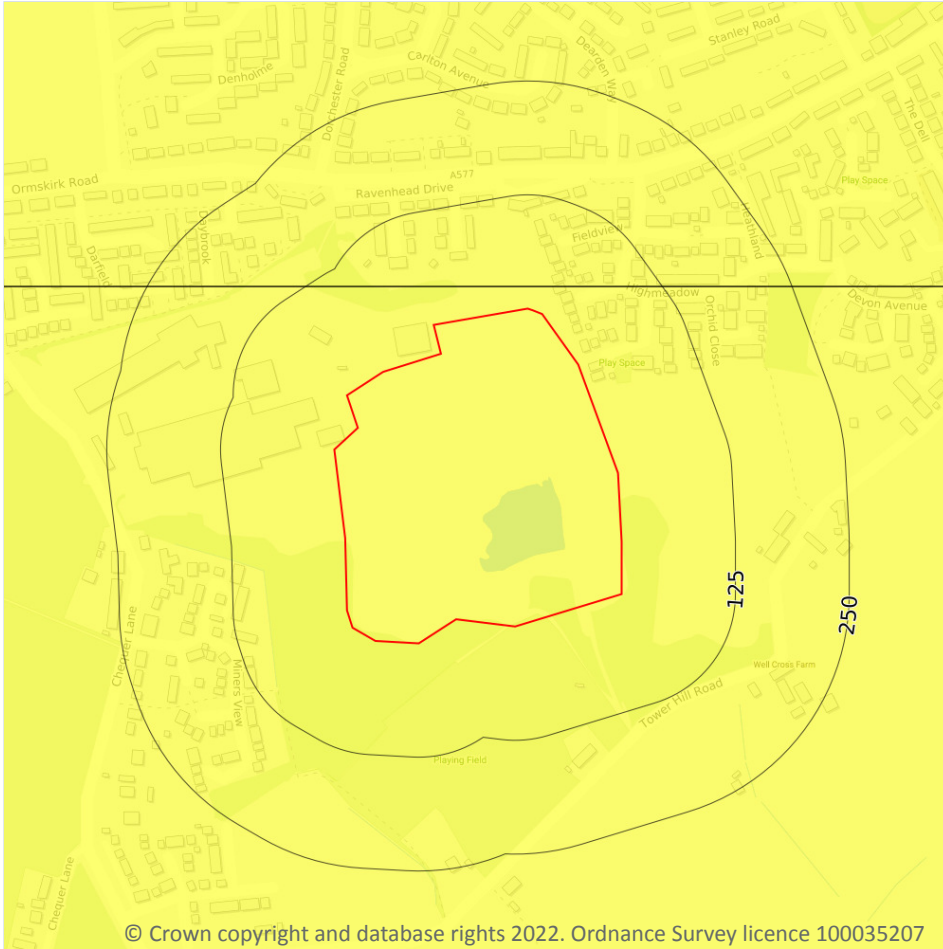 Stanley Road
Dearden Way
Carlton Avenue
Denholme
Dorchester Road
The Dell
A577
Ormskirk Road
Ravenhead Drive
Play Space
Heathland
Fieldview
Claybrook
Darfield
Highmeadow
Devon Avenue
Orchid Close
Play Space
125
250
Chequer Lane
Miners View
Well Cross Farm
Tower Hill Road
Playing Field
Chequer Lane
© Crown copyright and database rights 2022. Ordnance Survey licence 100035207